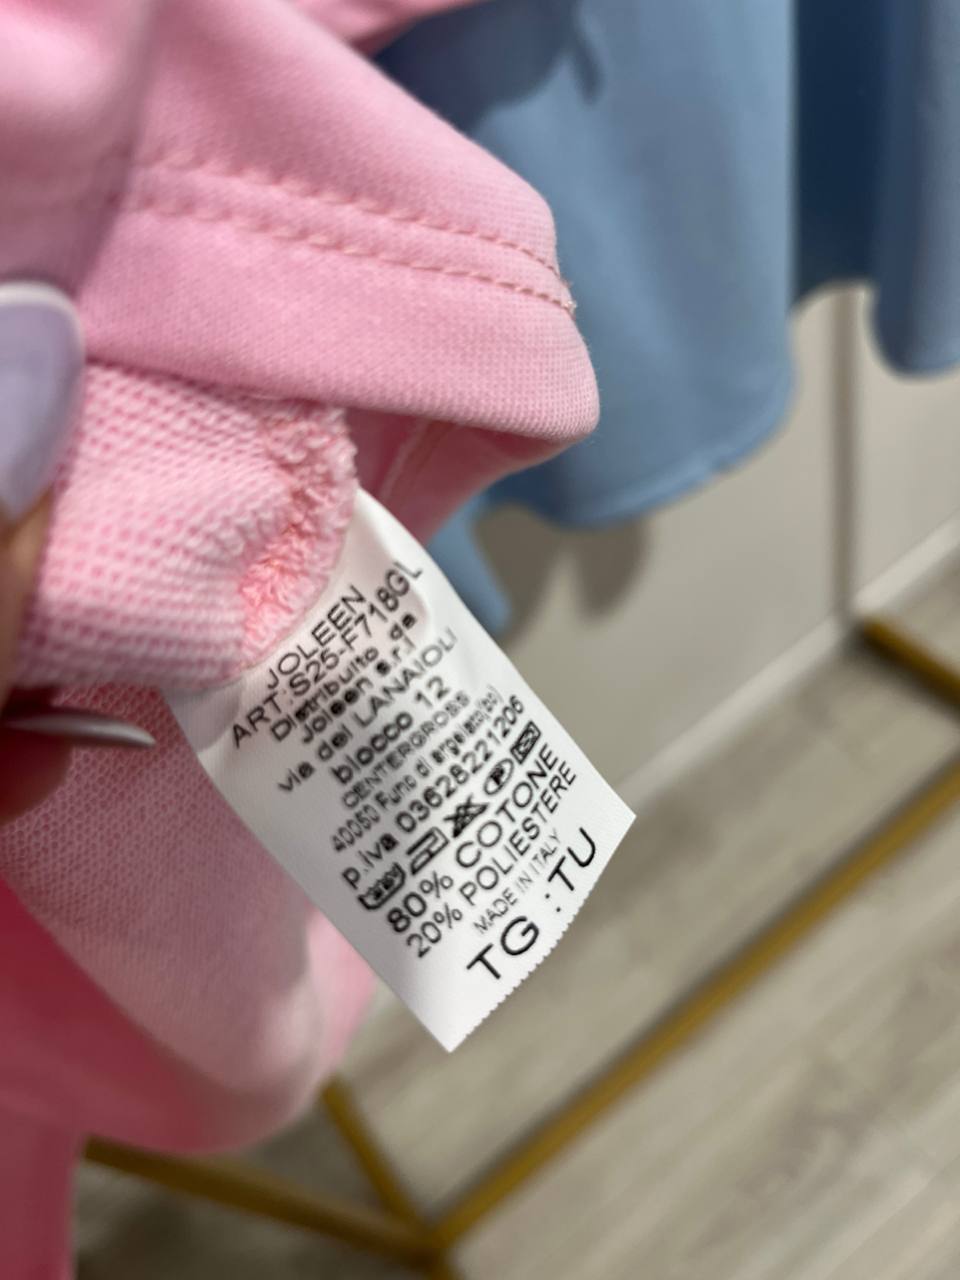 JOLEEN
ART:S25-F718GL
Distribuito da
Joleen s.r.l
via dei LANAIOLI
blocco 12
CENTERGROSS
40050 Funo di argelato(bo)
p.iva 03628221206
80% COTONE
20% POLIESTERE
MADE IN ITALY
TG : TU